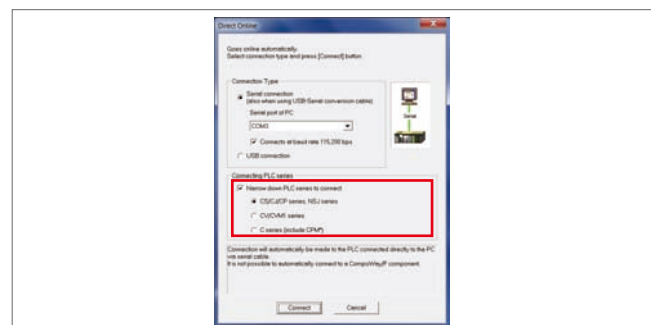 Direct Online
Goes online automatically.
Select connection type and press [Connect] button.
Connection Type
Serial connection
(also when using USB-Serial conversion cable)
Serial port of PC
COM3
Connects at baud rate 115,200 bps
USB connection
PLC
Serial
Connecting PLC series
Narrow down PLC series to connect
CS/CJ/CP series, NSJ series
CV/CVM1 series
C series (include CPM*)
Connection will automatically be made to the PLC connected directly to the PC
via serial cable.
It is not possible to automatically connect to a CompoWay/F component.
Connect
Cancel